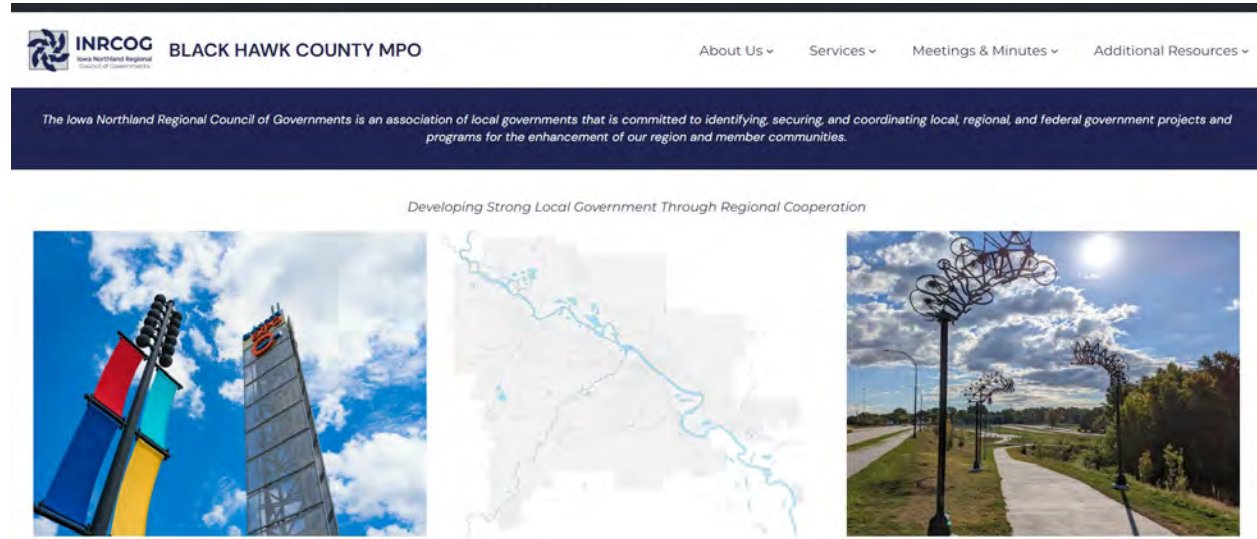 INRCOG
Iowa Northland Regional
Council of Governments
BLACK HAWK COUNTY MPO
About Us
Services
Meetings & Minutes
Additional Resources
The Iowa Northland Regional Council of Governments is an association of local governments that is committed to identifying, securing, and coordinating local, regional, and federal government projects and
programs for the enhancement of our region and member communities.
Developing Strong Local Government Through Regional Cooperation